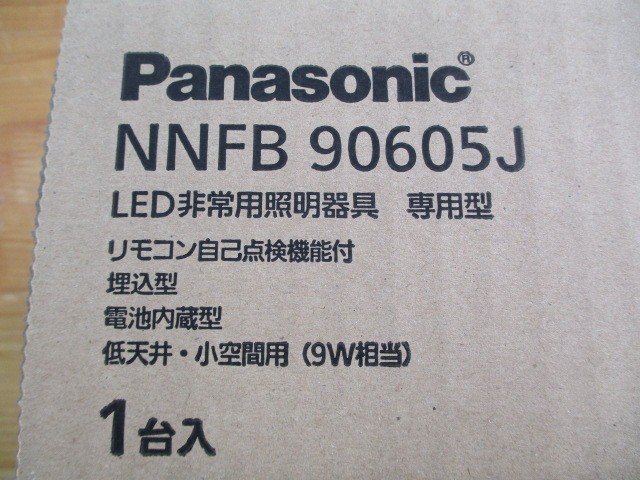 Panasonic®
NNFB 90605J
LED非常用照明器具 専用型
リモコン自己点検機能付
埋込型
電池内蔵型
低天井・小空間用（9W相当）
1台入